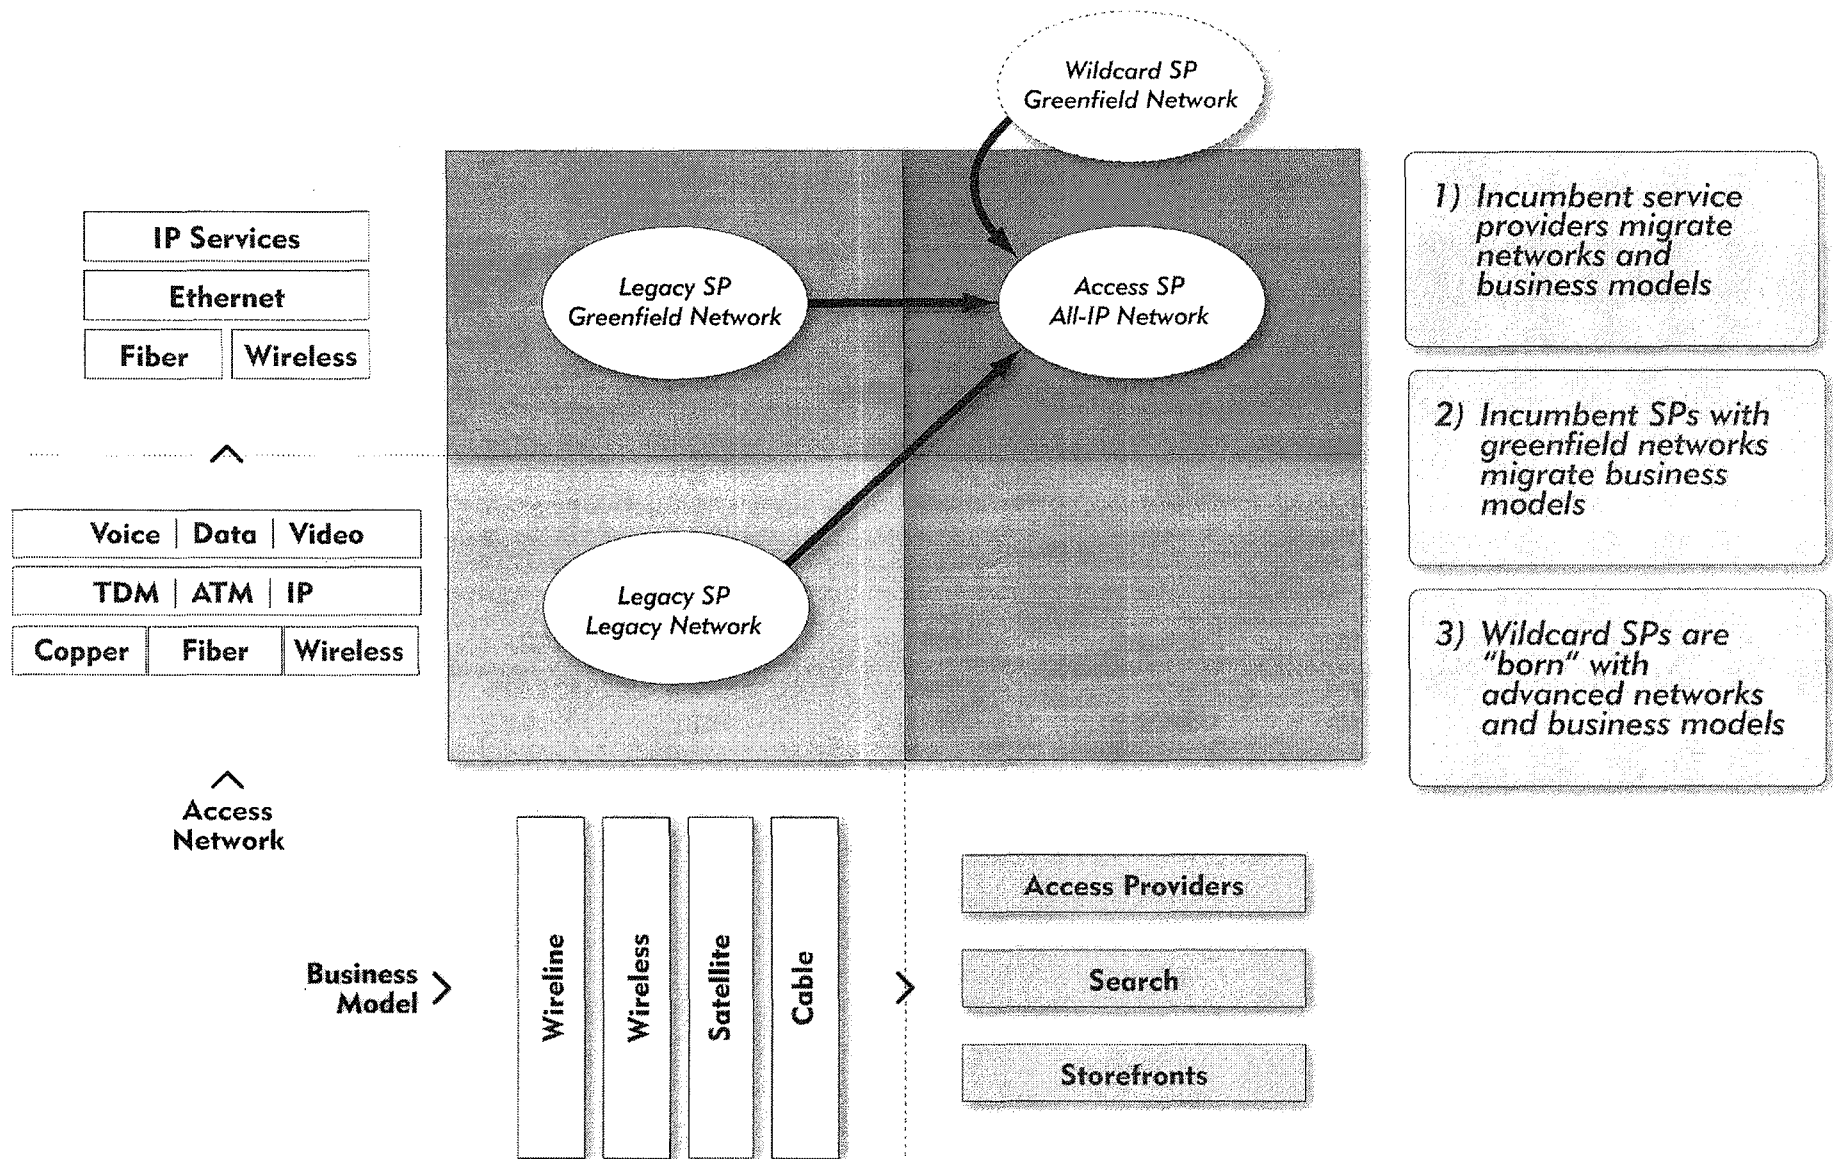 Wildcard SP
Greenfield Network
IP Services
Ethernet
Fiber
Wireless
Legacy SP
Greenfield Network
Access SP
All-IP Network
1) Incumbent service
providers migrate
networks and
business models
2) Incumbent SPs with
greenfield networks
migrate business
models
Voice | Data | Video
TDM | ATM | IP
Copper
Fiber
Wireless
Legacy SP
Legacy Network
3) Wildcard SPs are
"born" with
advanced networks
and business models
Access
Network
Business
Model
Wireline
Wireless
Satellite
Cable
Access Providers
Search
Storefronts